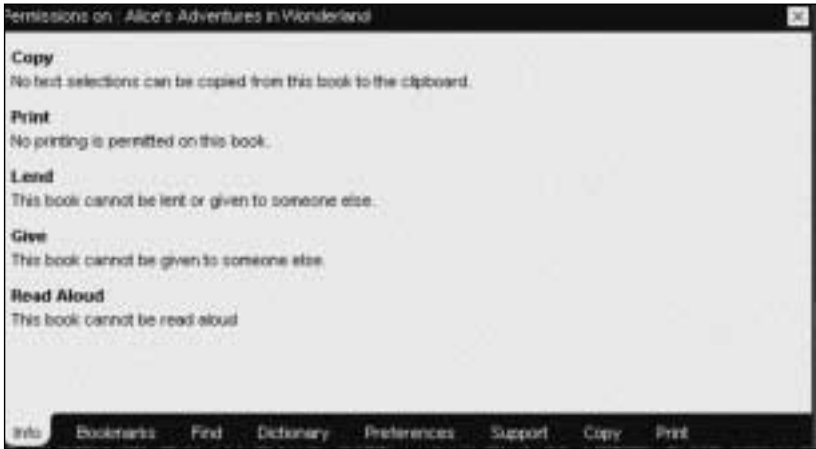 Permissions on : Alice's Adventures in Wonderland
Copy
No text selections can be copied from this book to the clipboard.
Print
No printing is permitted on this book.
Lend
This book cannot be lent or given to someone else.
Give
This book cannot be given to someone else.
Read Aloud
This book cannot be read aloud
Info Bookmarks Find Dictionary Preferences Support Copy Print